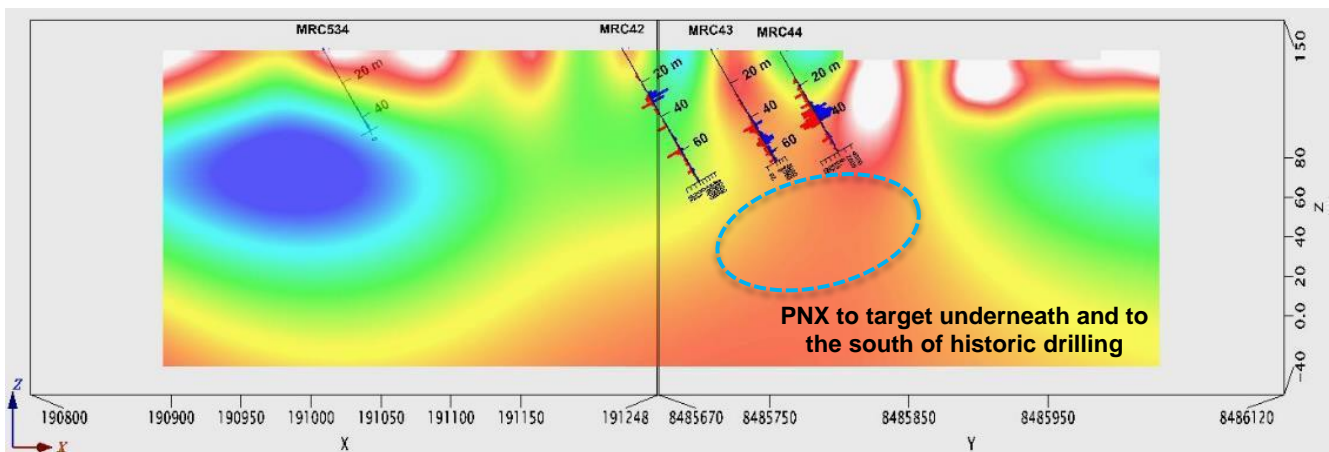 MRC534
MRC42
MRC43
MRC44
20 m
40
20 m
40
60
20 m
40
60
20 m
40
150
80
60
40
20
0.0
-40
Z
PNX to target underneath and to
the south of historic drilling
Z
X
190800 190900 190950 191000 191050 191100 191150 191248 8485670 8485750 8485850 8485950 8486120
X Y